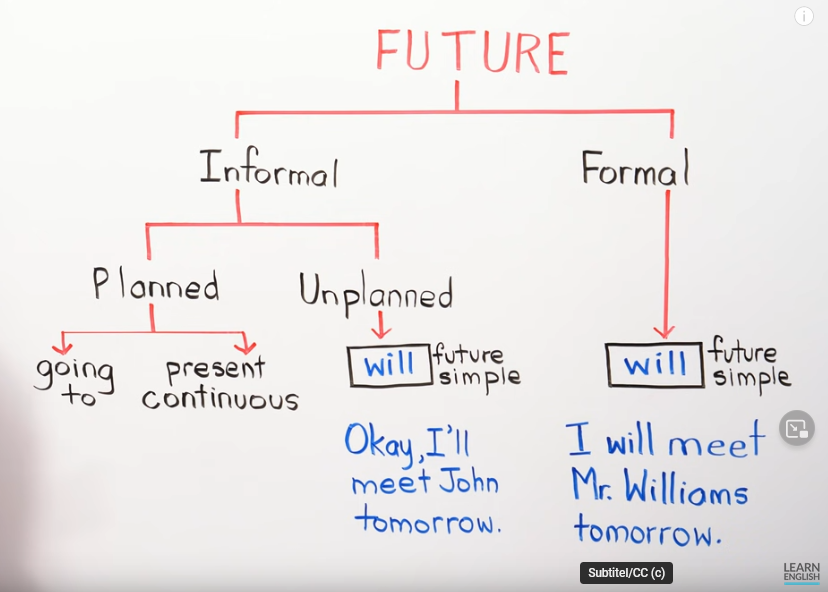 FUTURE
Informal
Formal
Planned
Unplanned
going
to
present
continuous
will
future
simple
will
future
simple
Okay, I'll
meet John
tomorrow.
I will meet
Mr. Williams
tomorrow.
Subtitel/CC (c)
LEARN
ENGLISH